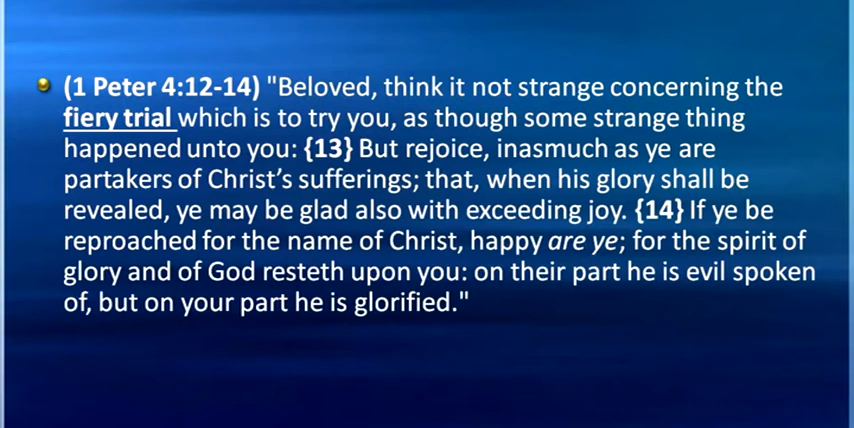 (1 Peter 4:12-14) "Beloved, think it not strange concerning the
fiery trial which is to try you, as though some strange thing
happened unto you: {13} But rejoice, inasmuch as ye are
partakers of Christ’s sufferings; that, when his glory shall be
revealed, ye may be glad also with exceeding joy. {14} If ye be
reproached for the name of Christ, happy are ye; for the spirit of
glory and of God resteth upon you: on their part he is evil spoken
of, but on your part he is glorified."